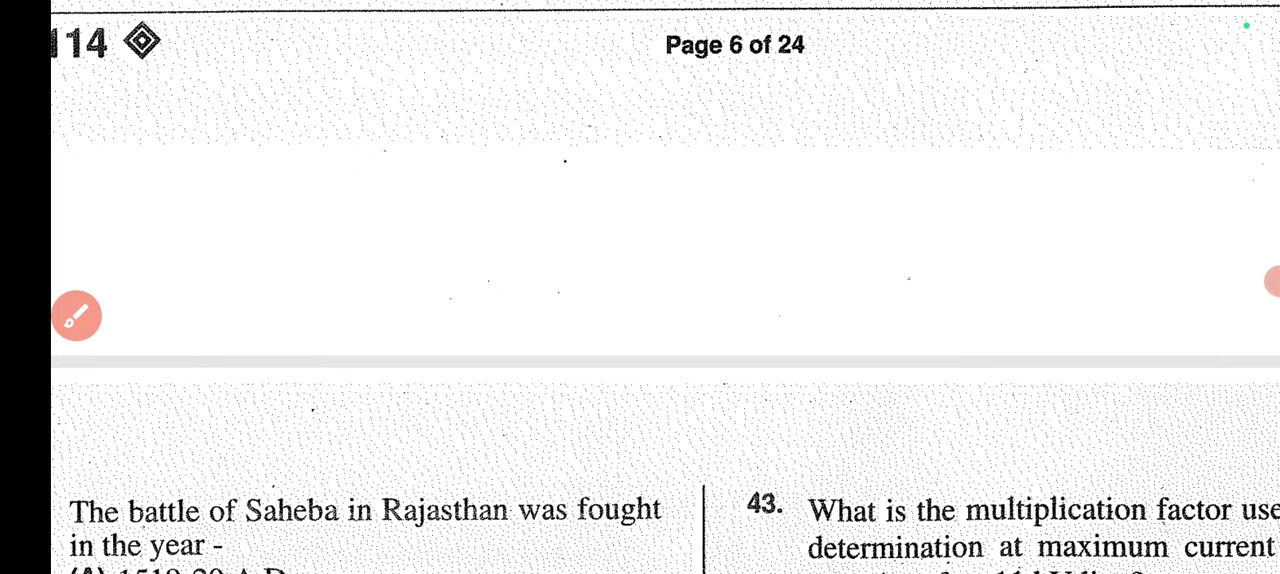 114
Page 6 of 24
The battle of Saheba in Rajasthan was fought
in the year -
43. What is the multiplication factor use
determination at maximum current